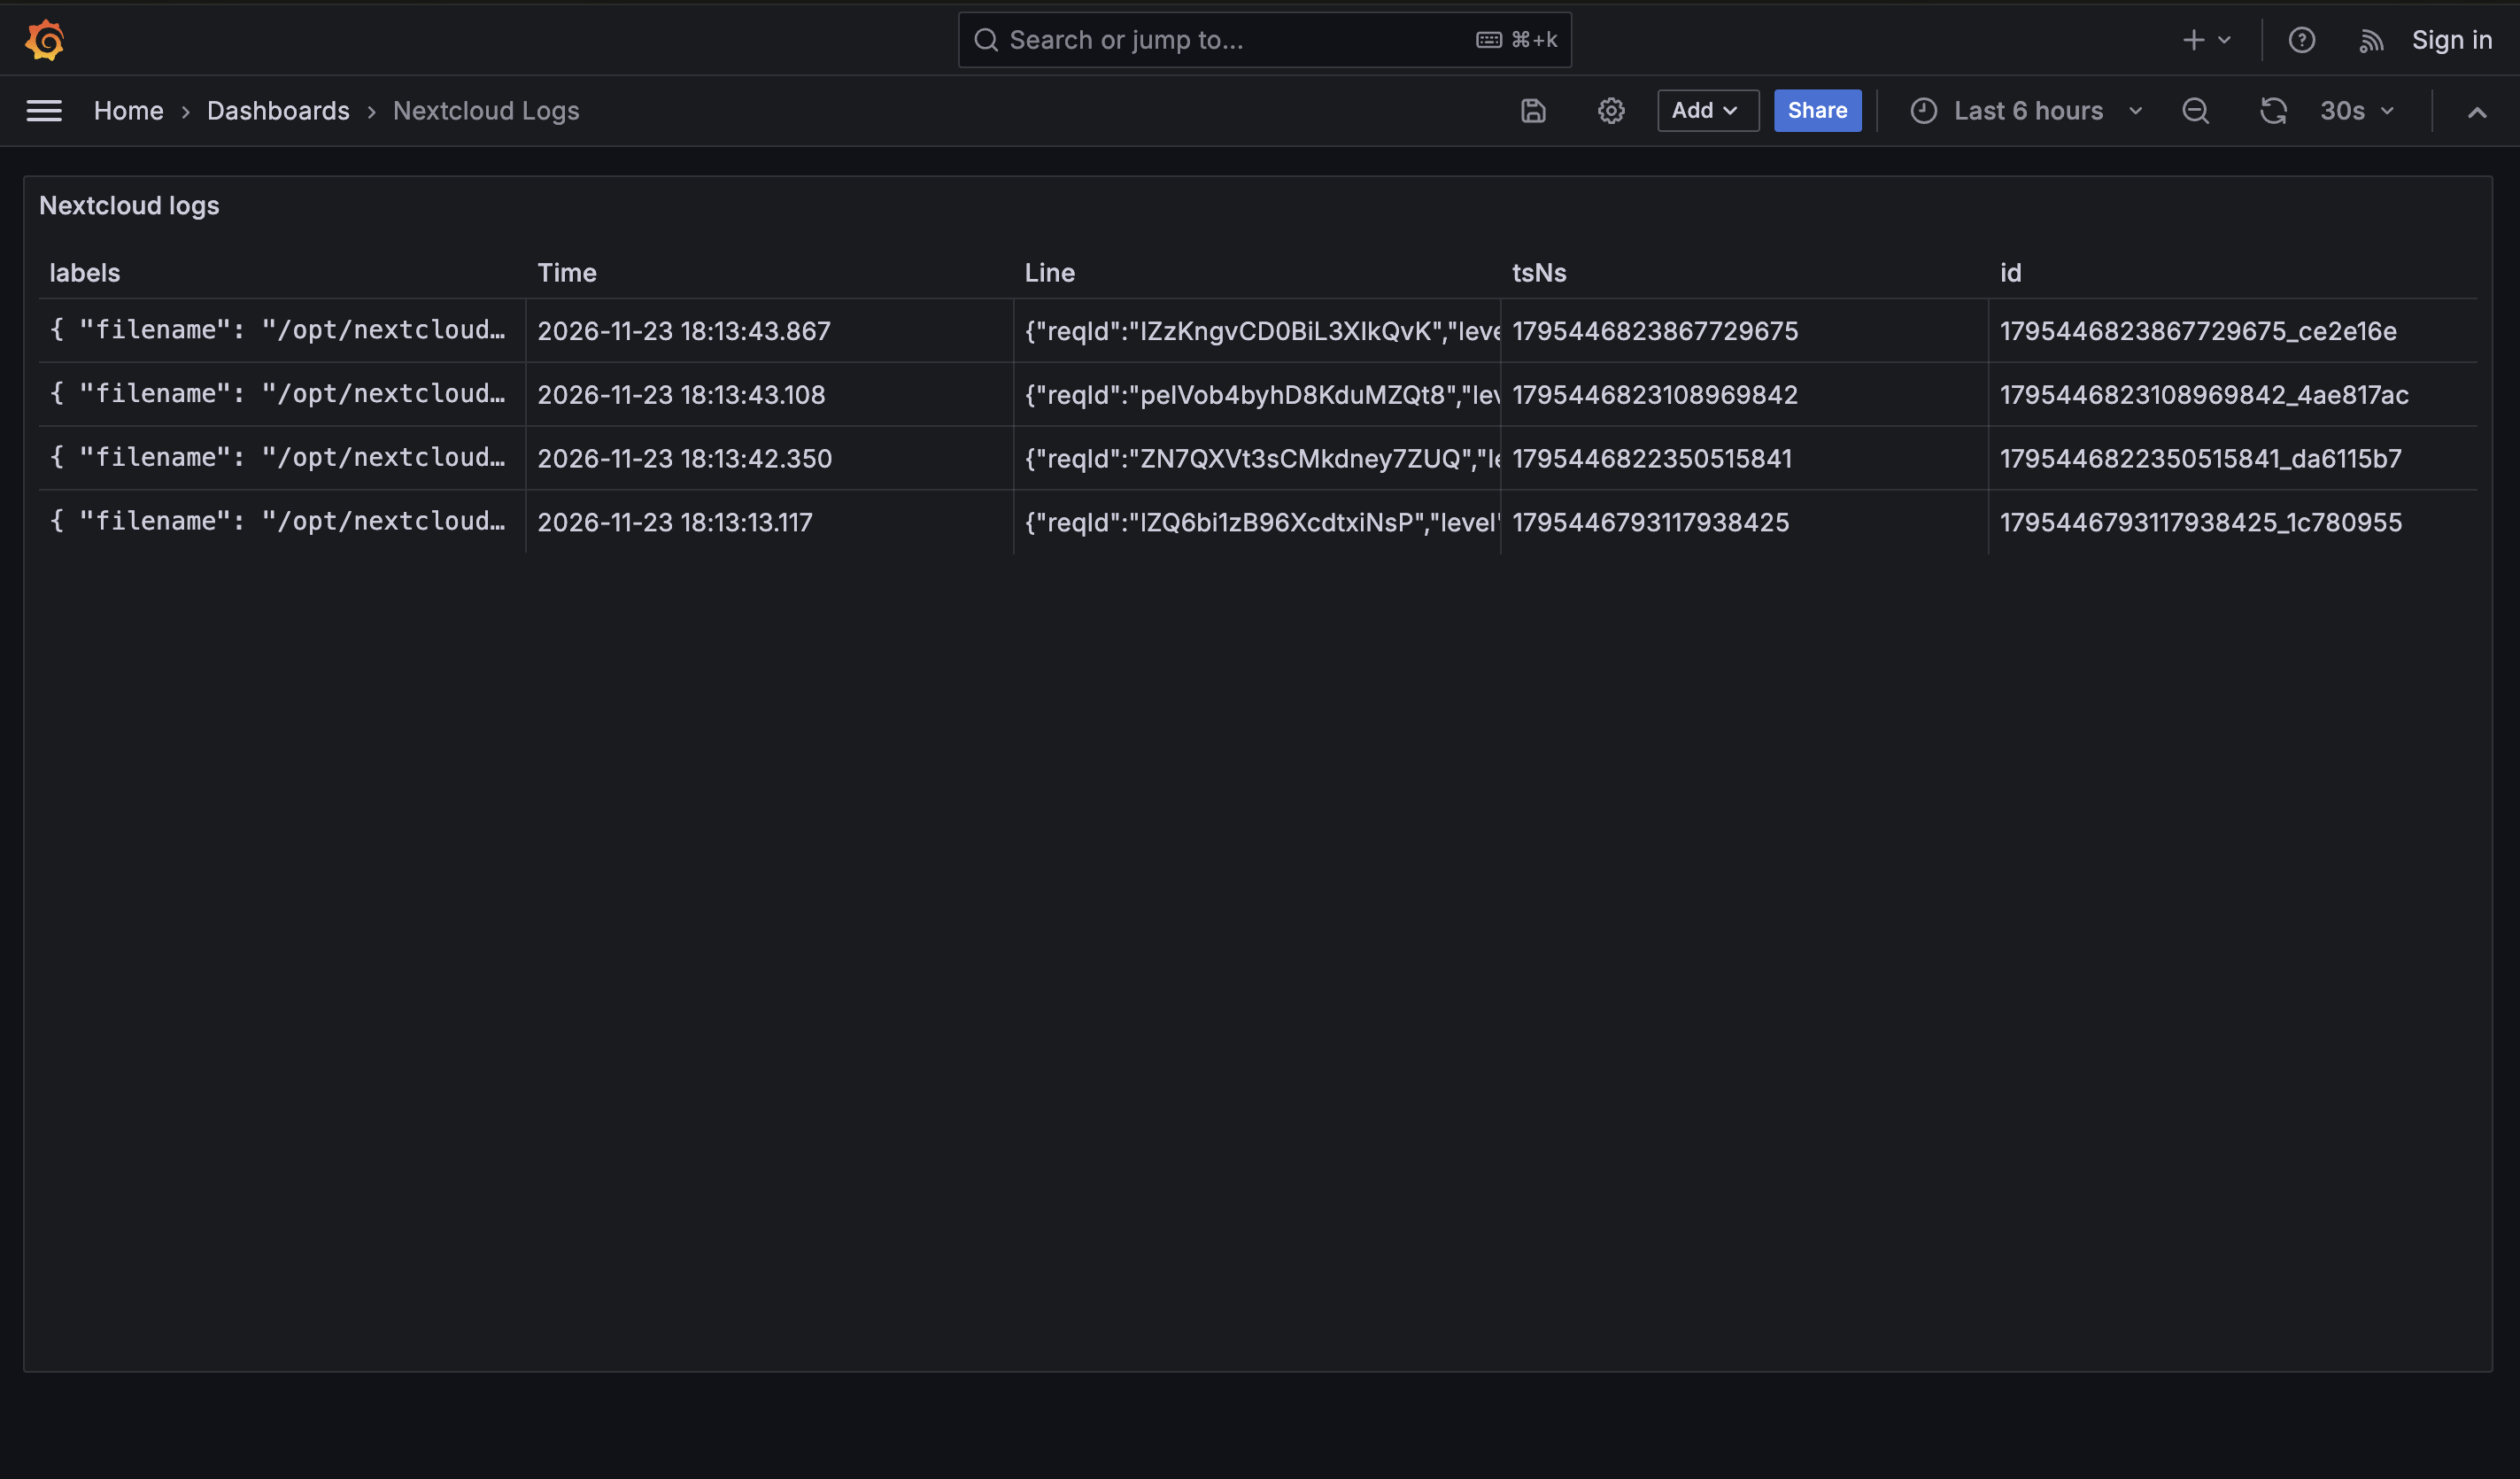 Search or jump to... ⌘+k Sign in
Home › Dashboards › Nextcloud Logs Add Share Last 6 hours 30s
Nextcloud logs
labels Time Line tsNs id
{ "filename": "/opt/nextcloud… 2026-11-23 18:13:43.867 {"reqId":"IZzKngvCD0BiL3XIkQvK","leve 1795446823867729675 1795446823867729675_ce2e16e
{ "filename": "/opt/nextcloud… 2026-11-23 18:13:43.108 {"reqId":"peIVob4byhD8KduMZQt8","lev 1795446823108969842 1795446823108969842_4ae817ac
{ "filename": "/opt/nextcloud… 2026-11-23 18:13:42.350 {"reqId":"ZN7QXVt3sCMkdney7ZUQ","le 1795446822350515841 1795446822350515841_da6115b7
{ "filename": "/opt/nextcloud… 2026-11-23 18:13:13.117 {"reqId":"lZQ6bi1zB96XcdtxiNsP","level" 1795446793117938425 1795446793117938425_1c780955